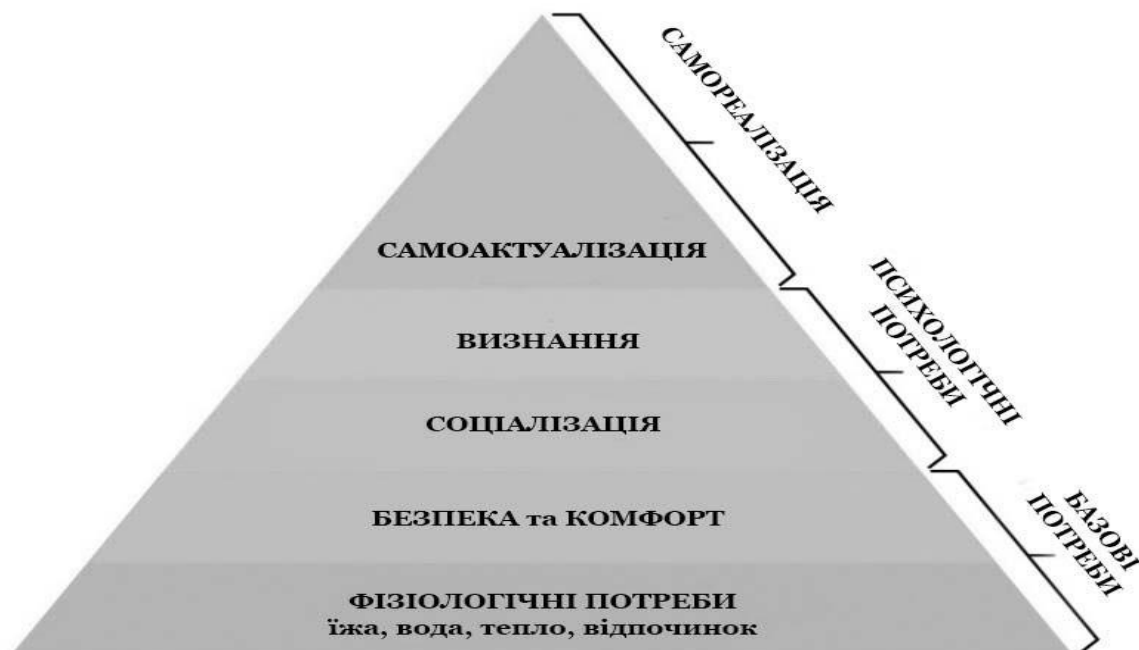 САМОРЕАЛІЗАЦІЯ
САМОАКТУАЛІЗАЦІЯ
ПСИХОЛОГІЧНІ
ПОТРЕБИ
ВИЗНАННЯ
СОЦІАЛІЗАЦІЯ
БЕЗПЕКА та КОМФОРТ
БАЗОВІ
ПОТРЕБИ
ФІЗІОЛОГІЧНІ ПОТРЕБИ
їжа, вода, тепло, відпочинок